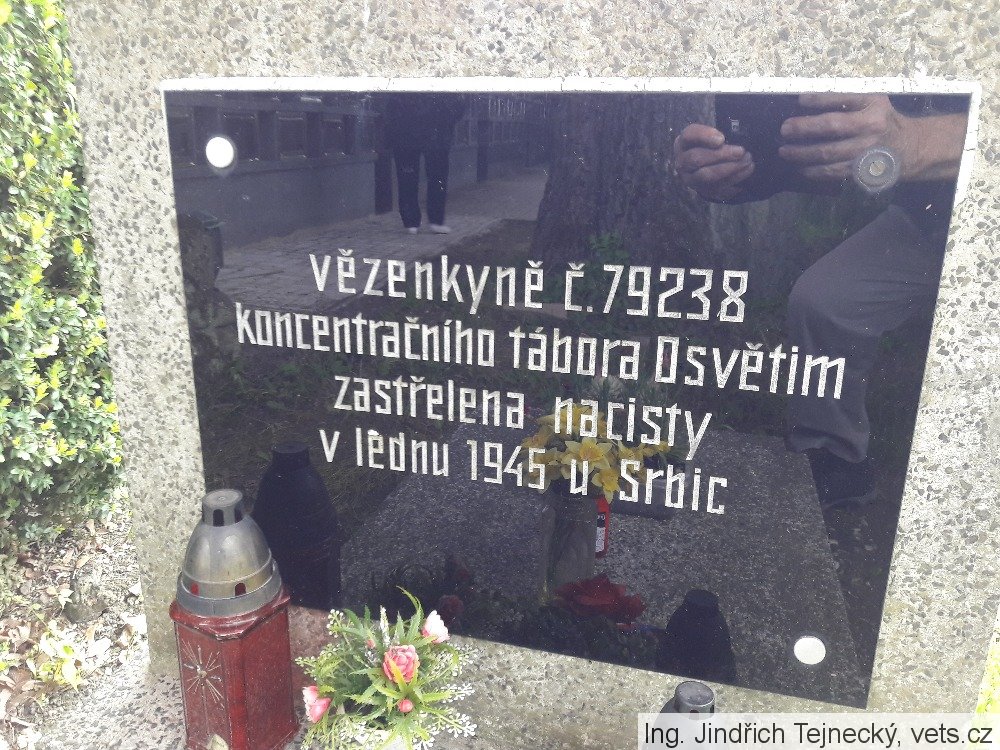 vězenkyně č.79238
koncentračního tábora Osvětim
zastřelena nacisty
v lednu 1945 u Srbic
Ing. Jindřich Tejnecký, vets.cz